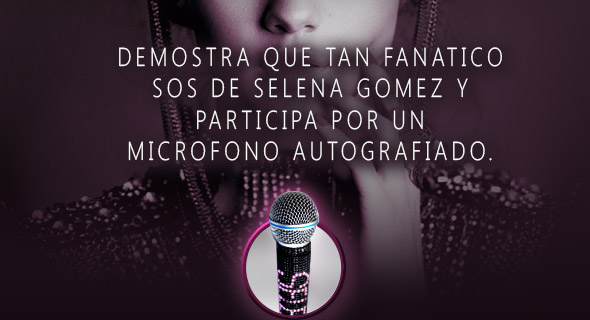 DEMOSTRA QUE TAN FANATICO
SOS DE SELENA GOMEZ Y
PARTICIPA POR UN
MICROFONO AUTOGRAFIADO.